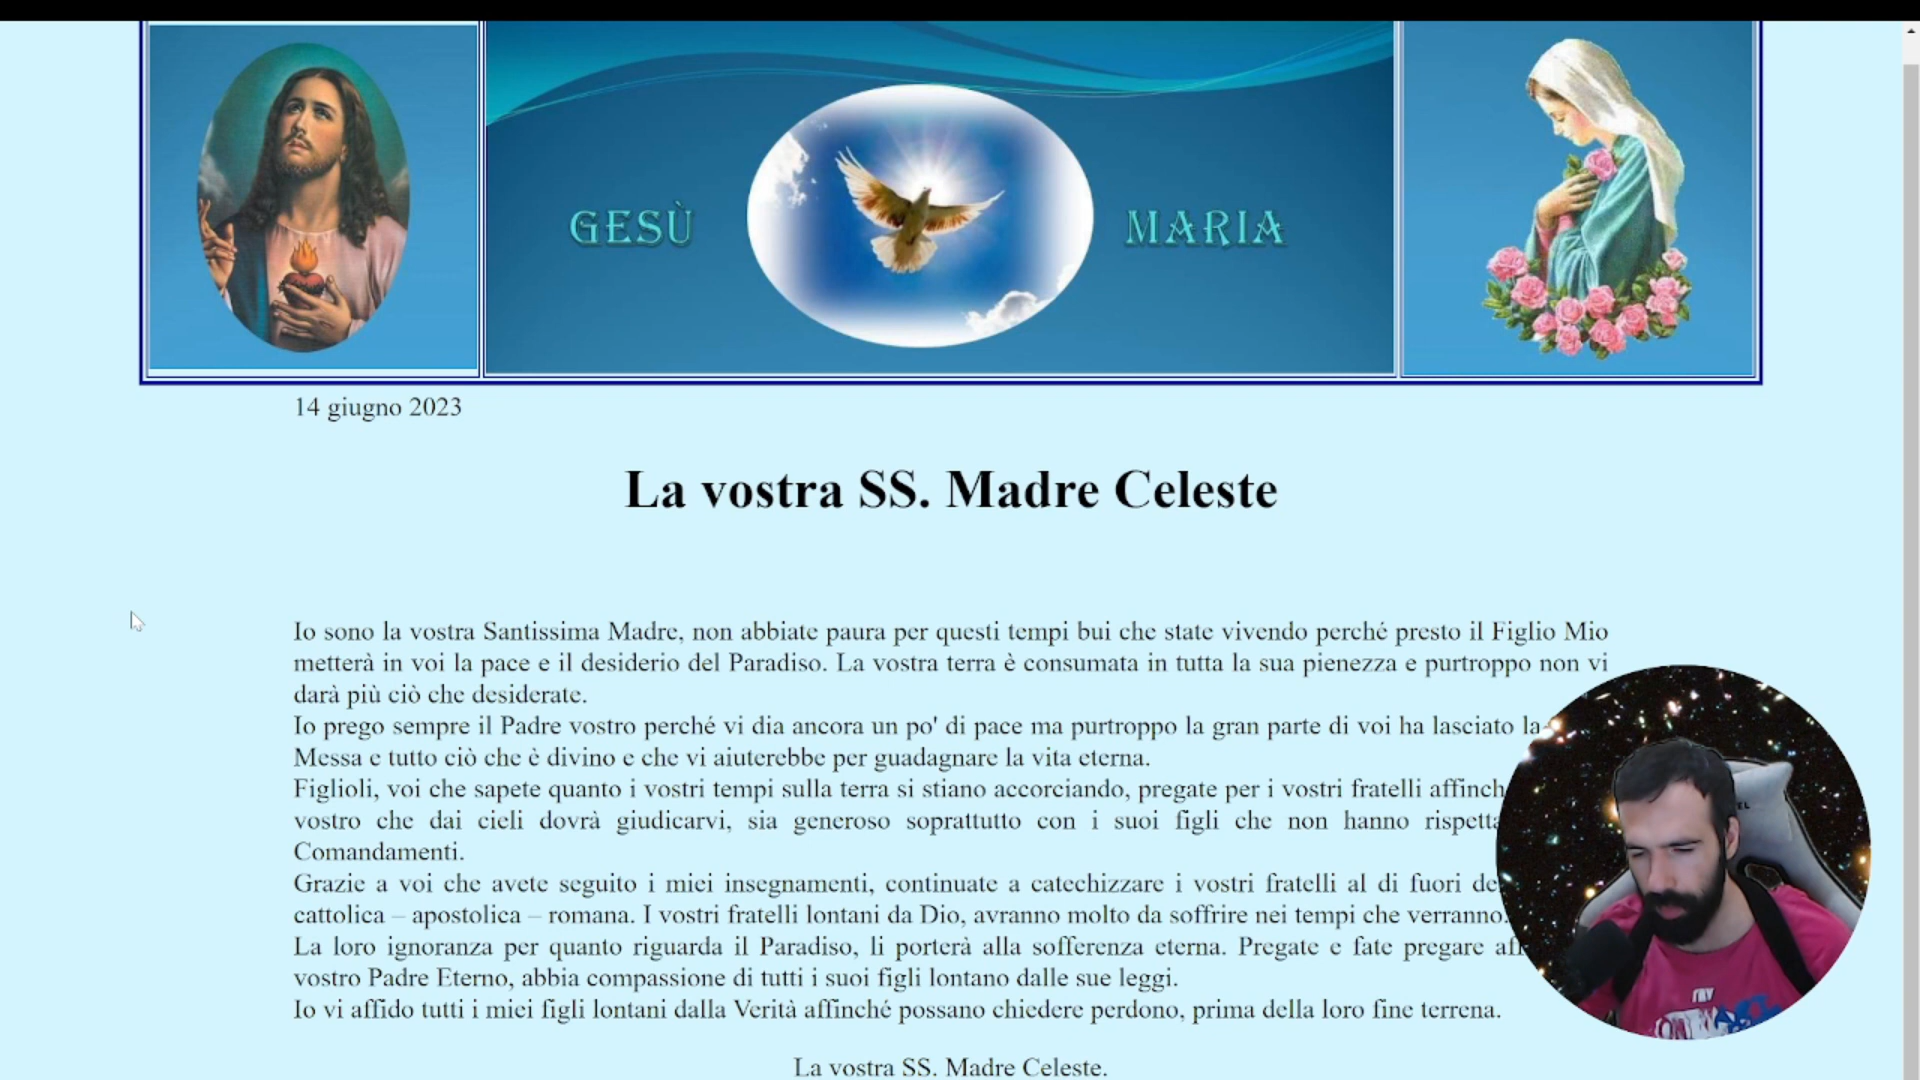 GESÙ
MARIA
14 giugno 2023
La vostra SS. Madre Celeste
Io sono la vostra Santissima Madre, non abbiate paura per questi tempi bui che state vivendo perché presto il Figlio Mio
metterà in voi la pace e il desiderio del Paradiso. La vostra terra è consumata in tutta la sua pienezza e purtroppo non vi
darà più ciò che desiderate.
Io prego sempre il Padre vostro perché vi dia ancora un po' di pace ma purtroppo la gran parte di voi ha lasciato la
Messa e tutto ciò che è divino e che vi aiuterebbe per guadagnare la vita eterna.
Figlioli, voi che sapete quanto i vostri tempi sulla terra si stiano accorciando, pregate per i vostri fratelli
vostro che dai cieli dovrà giudicarvi, sia generoso soprattutto con i suoi figli che non hanno
Comandamenti.
Grazie a voi che avete seguito i miei insegnamenti, continuate a catechizzare i vostri fratelli al di fuori
cattolica – apostolica – romana. I vostri fratelli lontani da Dio, avranno molto da soffrire nei tempi che verranno.
La loro ignoranza per quanto riguarda il Paradiso, li porterà alla sofferenza eterna. Pregate e fate pregare
vostro Padre Eterno, abbia compassione di tutti i suoi figli lontano dalle sue leggi.
Io vi affido tutti i miei figli lontani dalla Verità affinché possano chiedere perdono, prima della loro fine terrena.
La vostra SS. Madre Celeste.